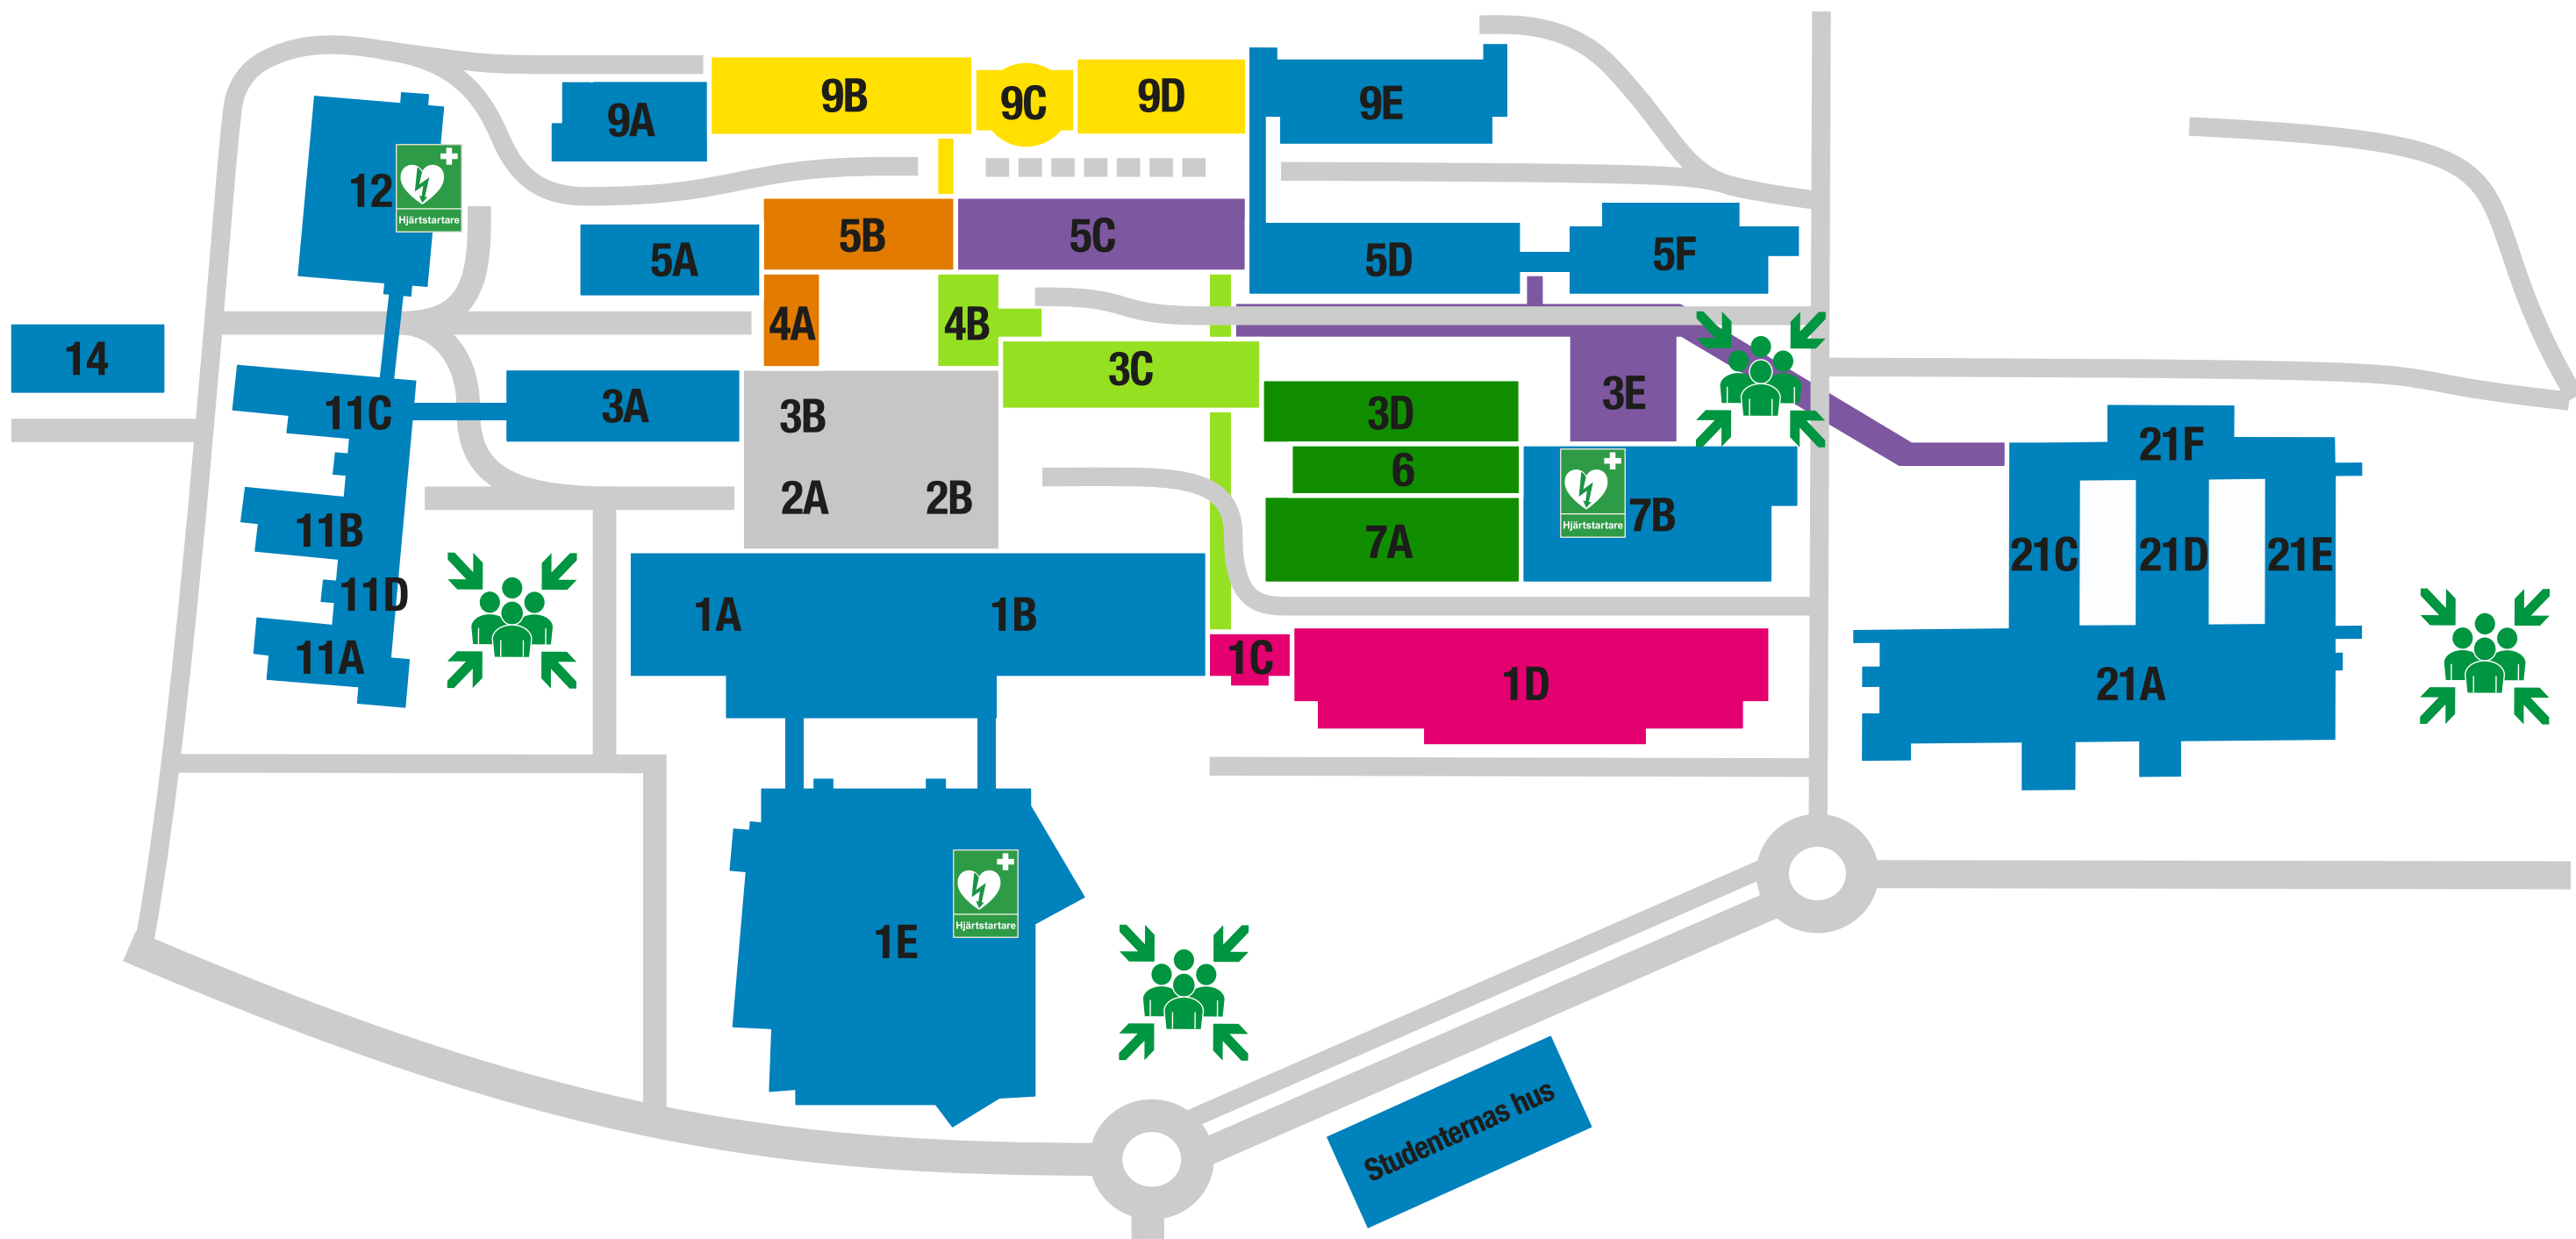 9B
9C
9D
9E
9A
12
Hjärtstartare
5B
5C
5A
5D
5F
4A
4B
14
3C
11C
3A
3B
3D
3E
21F
6
2A
2B
Hjärtstartare
7B
11B
7A
21C
21D
21E
11D
1A
1B
11A
1C
1D
21A
Hjärtstartare
1E
Studenternas hus